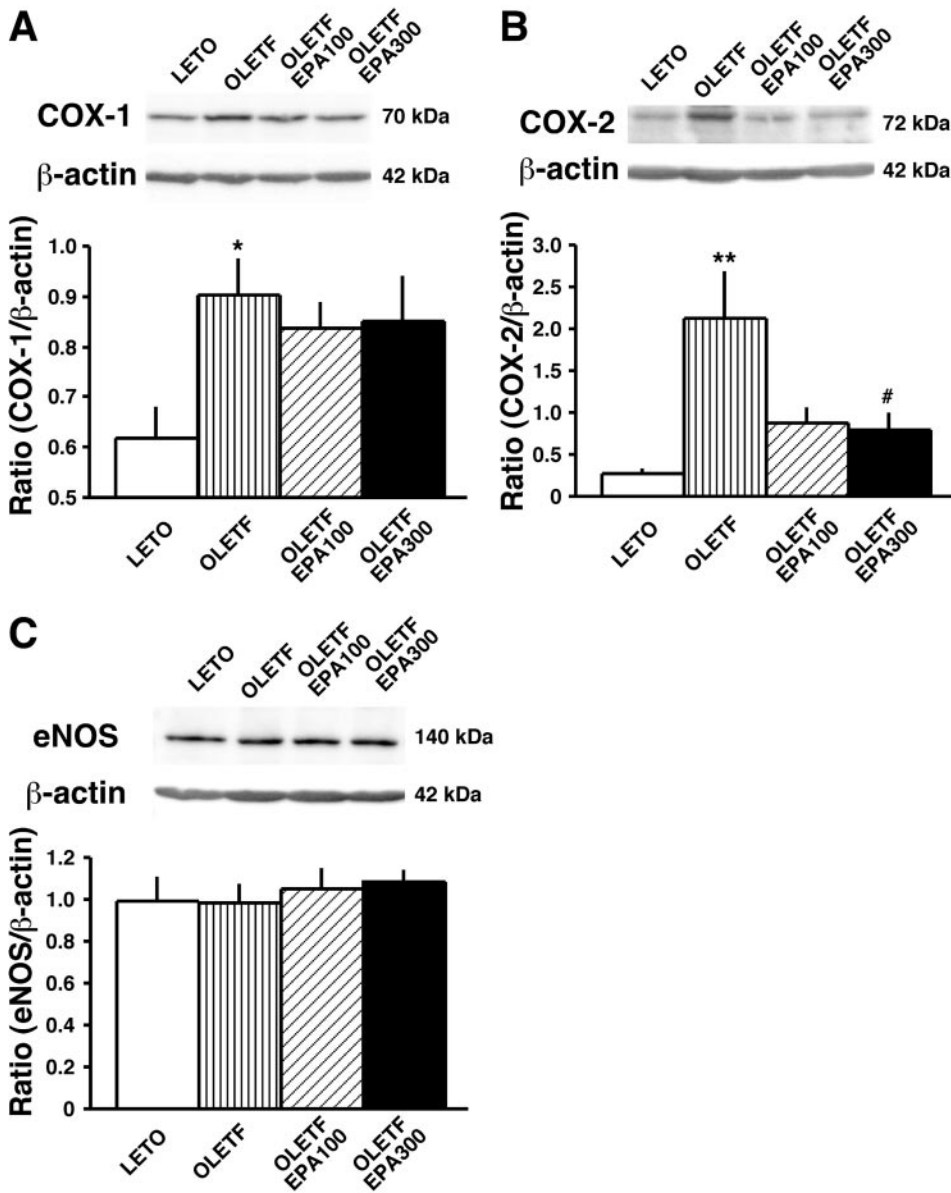 A
LETO
OLETF
OLETF
EPA100
OLETF
EPA300
COX-1
70 kDa
β-actin
42 kDa
Ratio (COX-1/β-actin)
1.0
0.9
0.8
0.7
0.6
0.5
*
LETO
OLETF
OLETF
EPA100
OLETF
EPA300
B
LETO
OLETF
OLETF
EPA100
OLETF
EPA300
COX-2
72 kDa
β-actin
42 kDa
Ratio (COX-2/β-actin)
3.0
2.5
2.0
1.5
1.0
0.5
0
**
#
LETO
OLETF
OLETF
EPA100
OLETF
EPA300
C
LETO
OLETF
OLETF
EPA100
OLETF
EPA300
eNOS
140 kDa
β-actin
42 kDa
Ratio (eNOS/β-actin)
1.2
1.0
0.8
0.6
0.4
0.2
0
LETO
OLETF
OLETF
EPA100
OLETF
EPA300